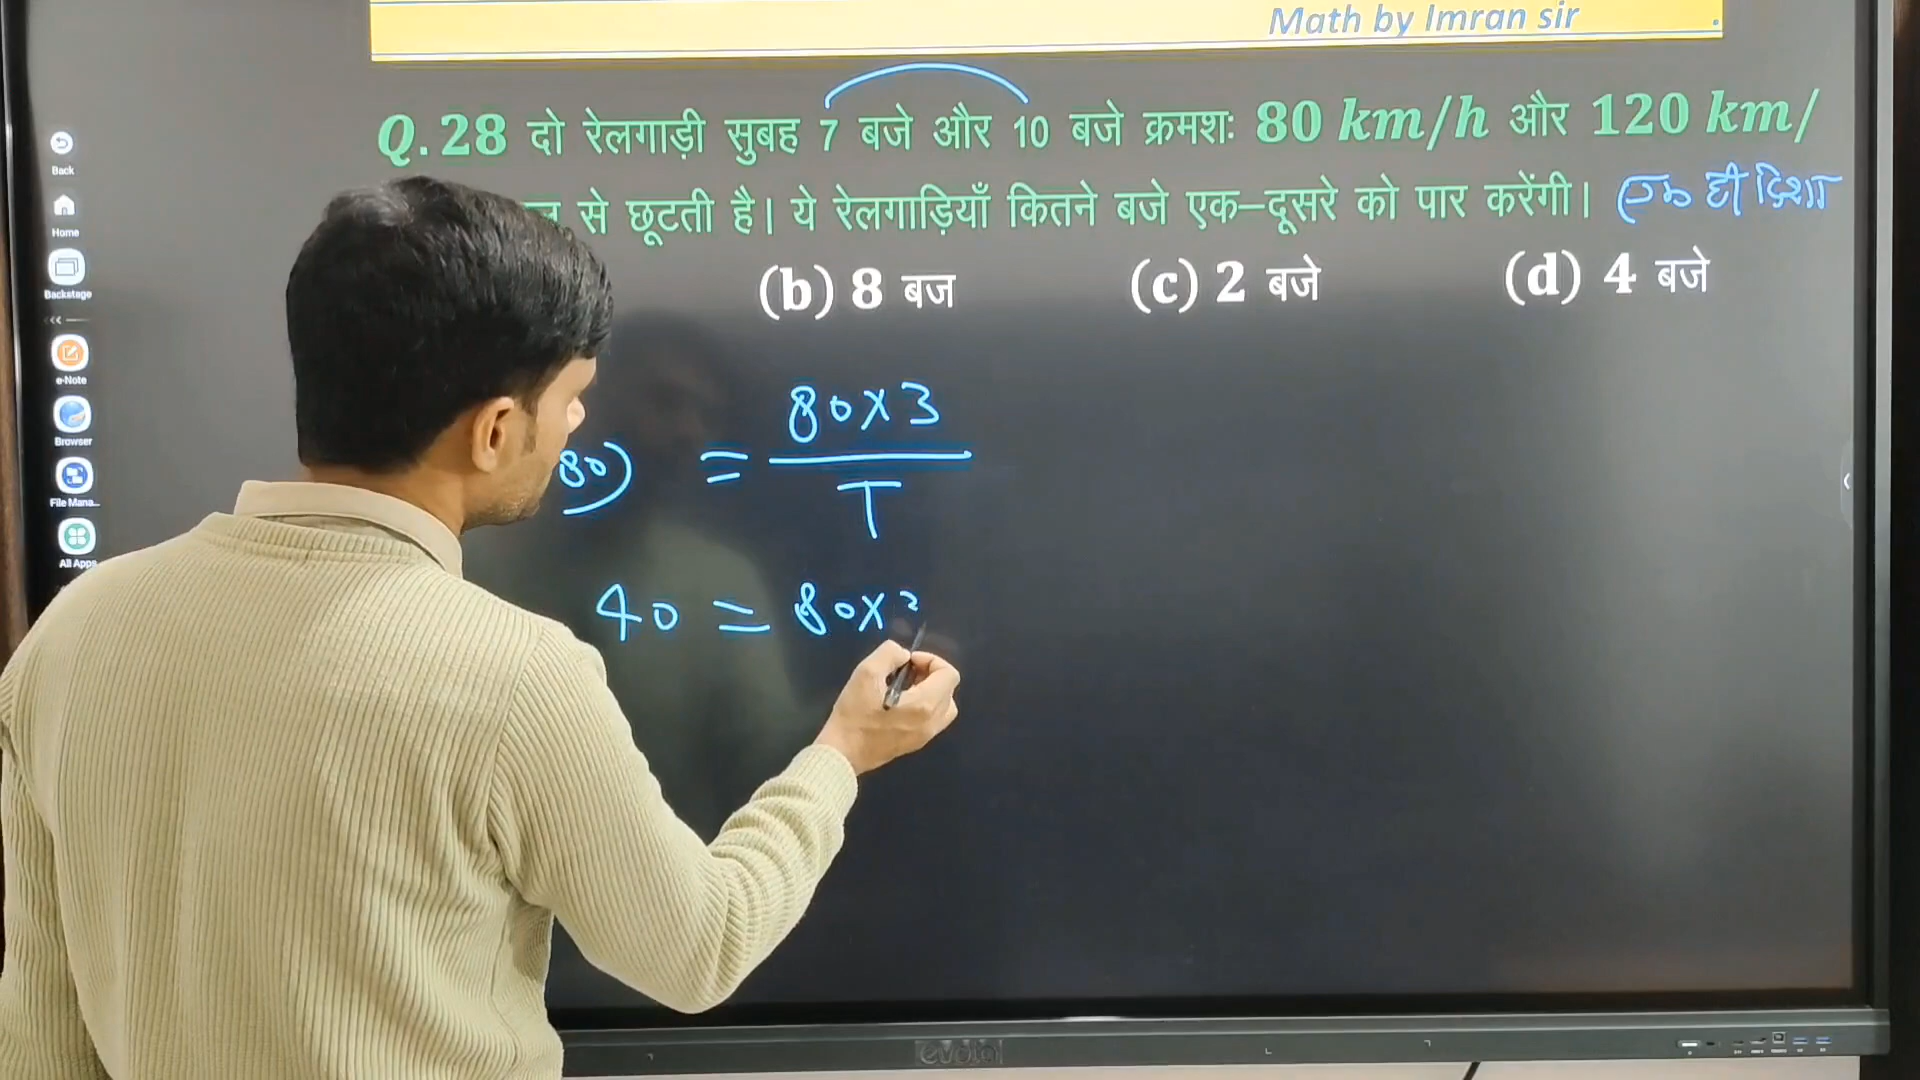 Math by Imran sir
Q.28 दो रेलगाड़ी सुबह 7 बजे और 10 बजे क्रमशः 80 km/h और 120 km/
से छूटती है। ये रेलगाड़ियाँ कितने बजे एक–दूसरे को पार करेंगी। एक ही दिशा
(b) 8 बज (c) 2 बजे (d) 4 बजे
80) = 80x3
T
40 = 80x
Back
Home
Backstage
e-Note
Browser
File Mana...
All Apps